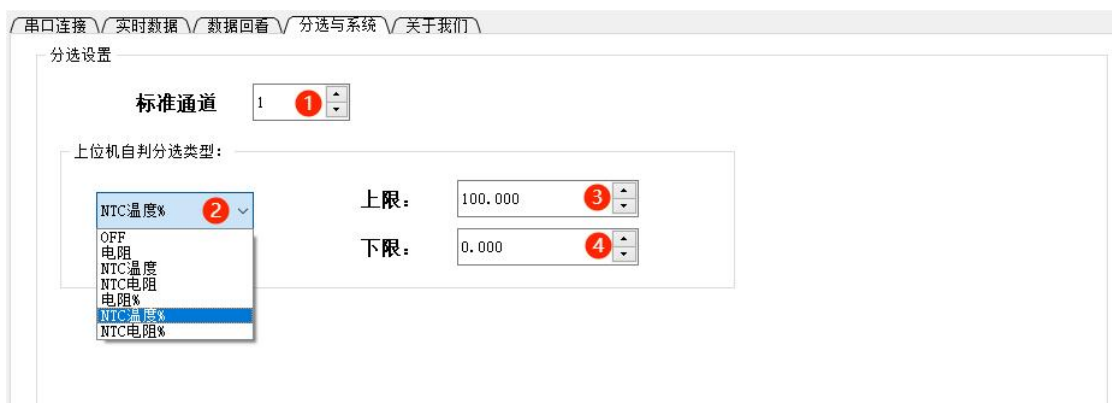 串口连接 实时数据 数据回看 分选与系统 关于我们
分选设置
标准通道 1 1
上位机自判分选类型：
NTC温度% 2 上限： 100.000 3
OFF
电阻
下限： 0.000 4
NTC温度
NTC电阻
电阻%
NTC温度%
NTC电阻%